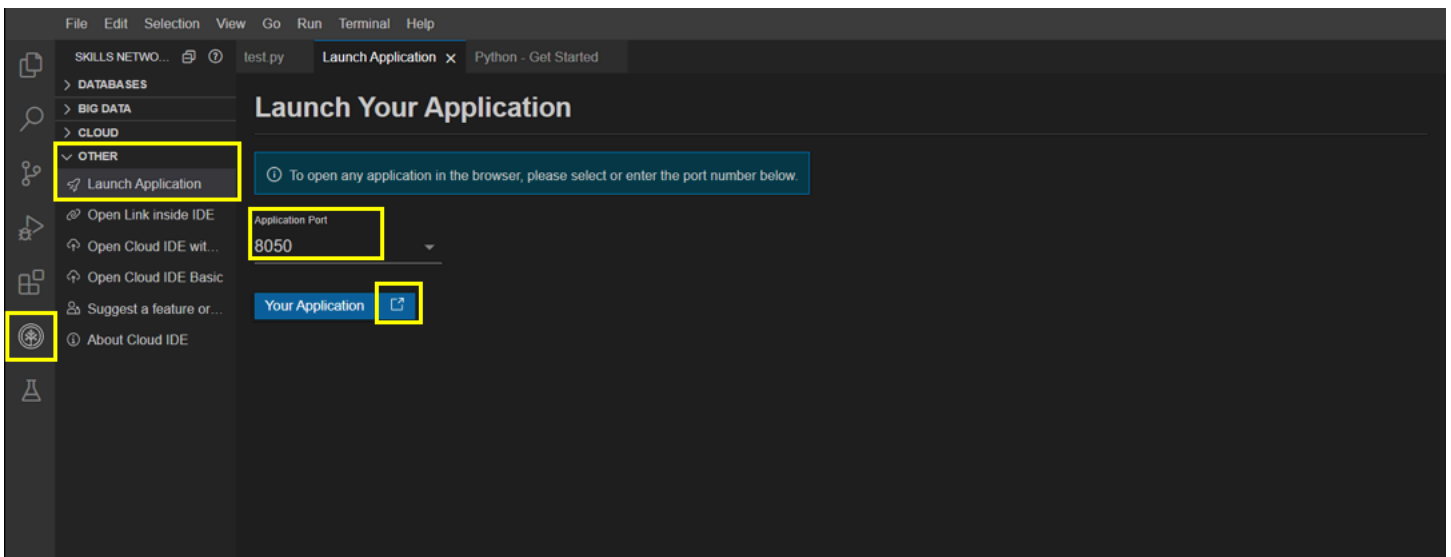 File Edit Selection View Go Run Terminal Help
SKILLS NETWO...
test.py Launch Application Python - Get Started
DATABASES
BIG DATA
CLOUD
OTHER
Launch Application
Open Link inside IDE
Open Cloud IDE wit...
Open Cloud IDE Basic
Suggest a feature or...
About Cloud IDE
Launch Your Application
To open any application in the browser, please select or enter the port number below.
Application Port
8050
Your Application